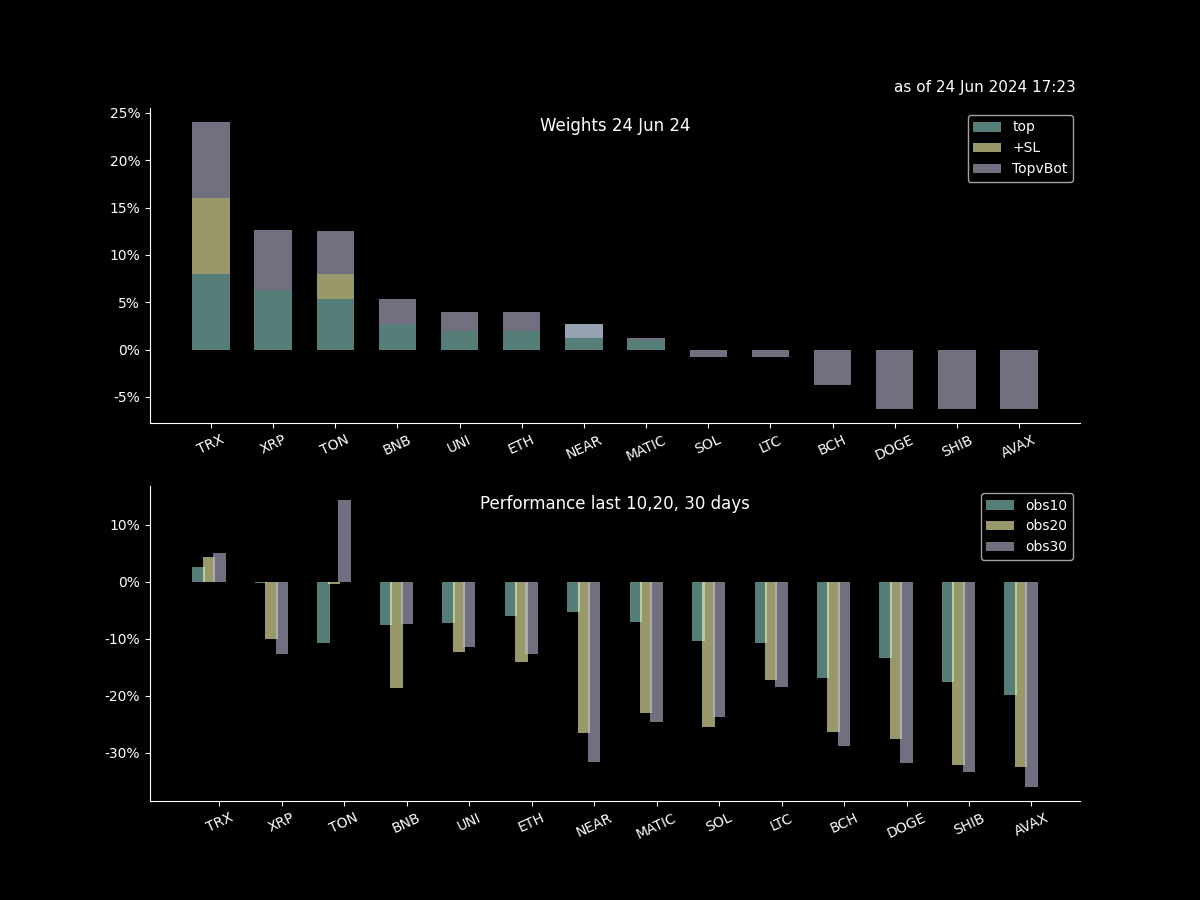 as of 24 Jun 2024 17:23
Weights 24 Jun 24
top
+SL
TopvBot
25%
20%
15%
10%
5%
0%
-5%
TRX XRP TON BNB UNI ETH NEAR MATIC SOL LTC BCH DOGE SHIB AVAX
Performance last 10,20, 30 days
obs10
obs20
obs30
10%
0%
-10%
-20%
-30%
TRX XRP TON BNB UNI ETH NEAR MATIC SOL LTC BCH DOGE SHIB AVAX